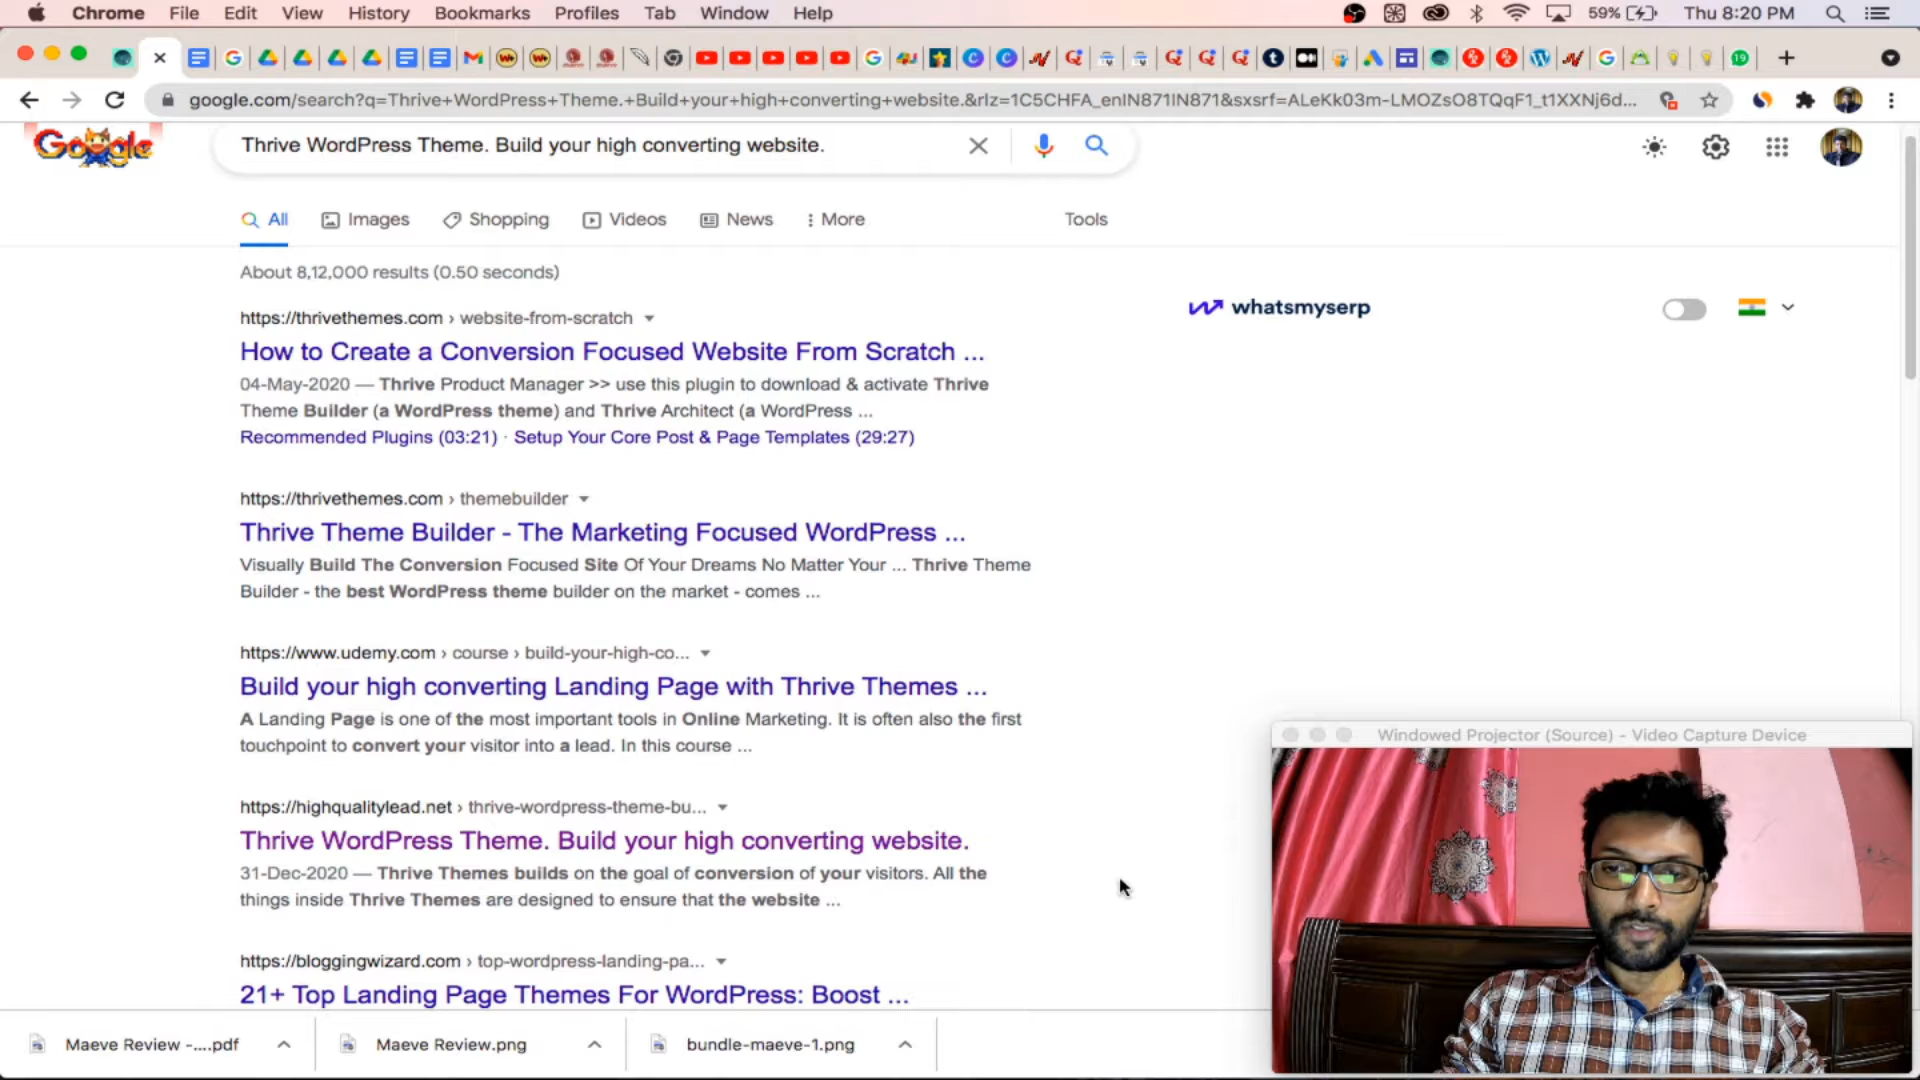 Chrome File Edit View History Bookmarks Profiles Tab Window Help 59% Thu 8:20 PM
19
google.com/search?q=Thrive+WordPress+Theme.+Build+your+high+converting+website.&rlz=1C5CHFA_enIN871IN871&sxsrf=ALeKk03m-LMOZsO8TQqF1_t1XXNj6d...
Google
Thrive WordPress Theme. Build your high converting website.
All Images Shopping Videos News More Tools
About 8,12,000 results (0.50 seconds)
whatsmyserp
https://thrivethemes.com › website-from-scratch
How to Create a Conversion Focused Website From Scratch ...
04-May-2020 — Thrive Product Manager >> use this plugin to download & activate Thrive
Theme Builder (a WordPress theme) and Thrive Architect (a WordPress ...
Recommended Plugins (03:21) · Setup Your Core Post & Page Templates (29:27)
https://thrivethemes.com › themebuilder
Thrive Theme Builder - The Marketing Focused WordPress ...
Visually Build The Conversion Focused Site Of Your Dreams No Matter Your ... Thrive Theme
Builder - the best WordPress theme builder on the market - comes ...
https://www.udemy.com › course › build-your-high-co...
Build your high converting Landing Page with Thrive Themes ...
A Landing Page is one of the most important tools in Online Marketing. It is often also the first
touchpoint to convert your visitor into a lead. In this course ...
https://highqualitylead.net › thrive-wordpress-theme-bu...
Thrive WordPress Theme. Build your high converting website.
31-Dec-2020 — Thrive Themes builds on the goal of conversion of your visitors. All the
things inside Thrive Themes are designed to ensure that the website ...
https://bloggingwizard.com › top-wordpress-landing-pa...
21+ Top Landing Page Themes For WordPress: Boost ...
Windowed Projector (Source) - Video Capture Device
Maeve Review -....pdf Maeve Review.png bundle-maeve-1.png